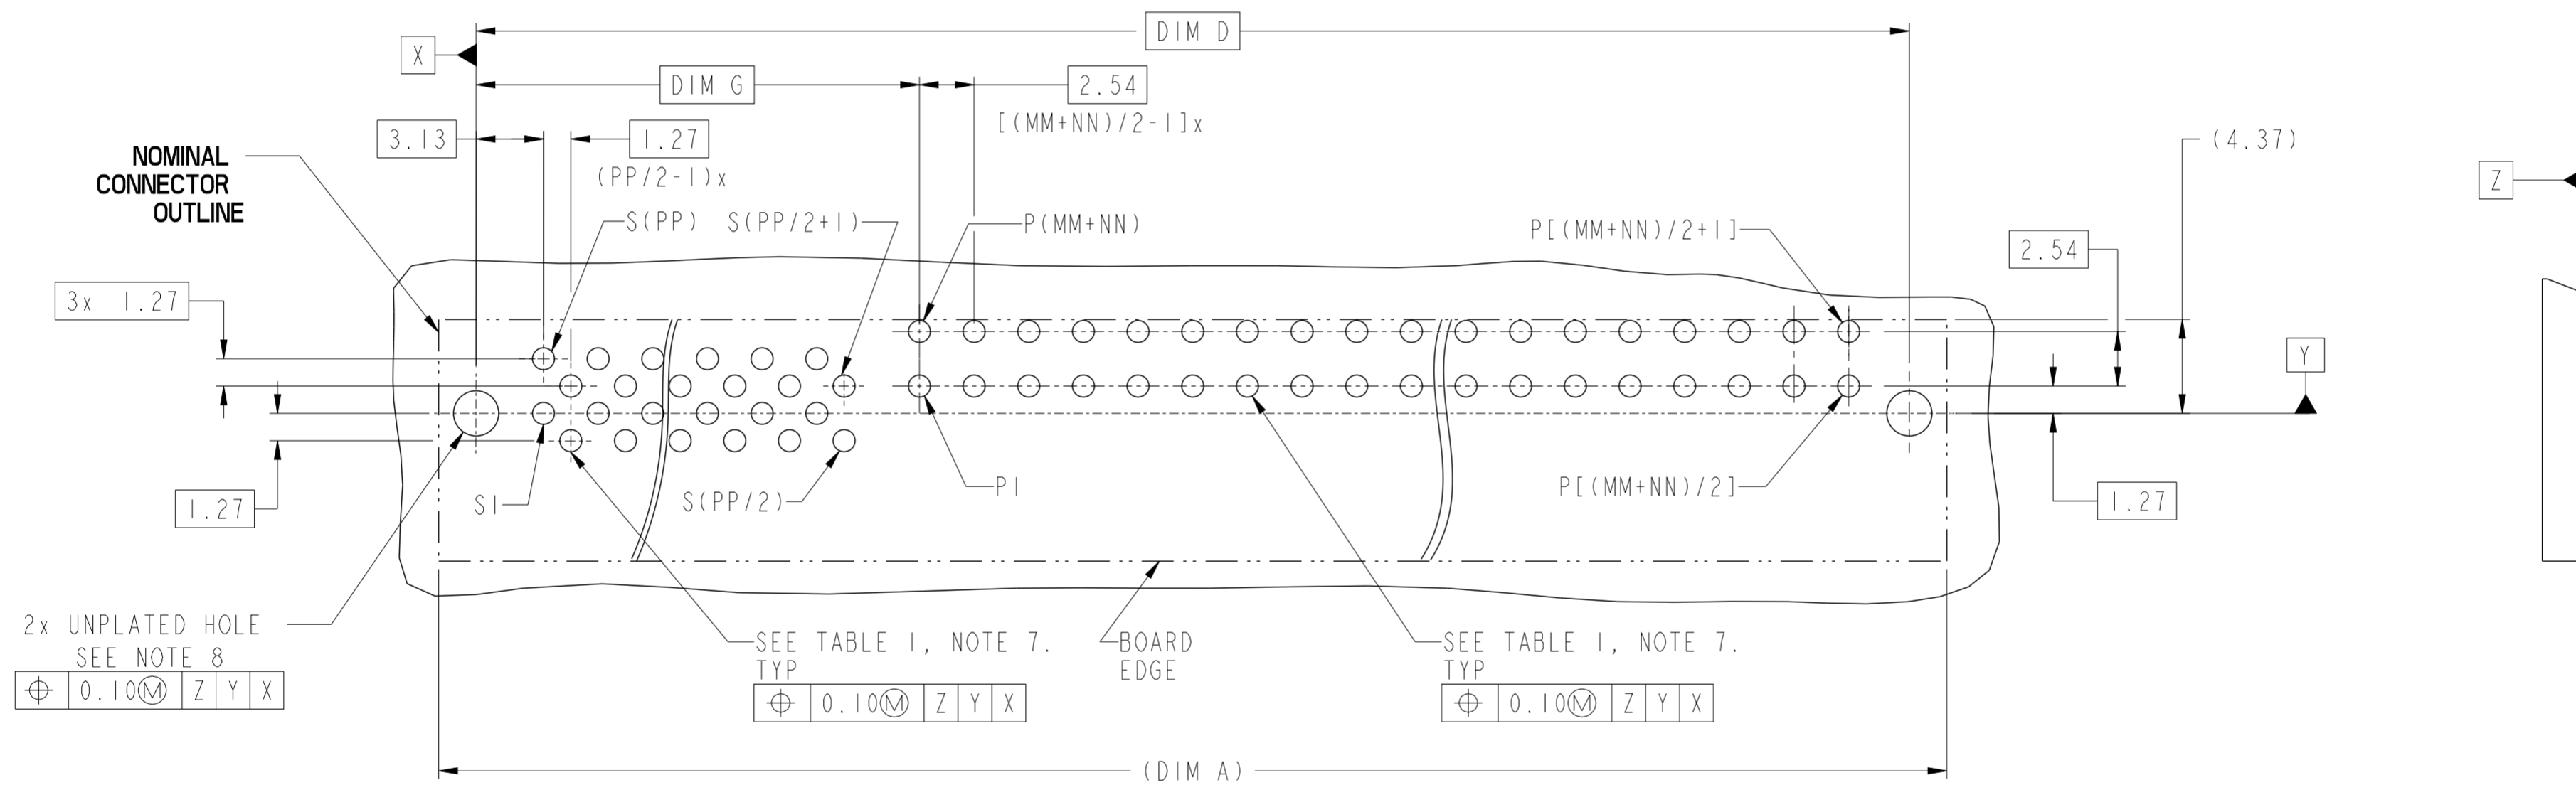 DIM D
X
DIM G
2.54
[(MM+NN)/2-1]x
3.13
1.27
(PP/2-1)x
(4.37)
NOMINAL
CONNECTOR
OUTLINE
Z
S(PP)
S(PP/2+1)
P(MM+NN)
P[(MM+NN)/2+1]
2.54
3x 1.27
Y
1.27
S1
S(PP/2)
P1
P[(MM+NN)/2]
1.27
2x UNPLATED HOLE
SEE NOTE 8
⌖ 0.10Ⓜ Z Y X
SEE TABLE 1, NOTE 7.
TYP
⌖ 0.10Ⓜ Z Y X
BOARD
EDGE
SEE TABLE 1, NOTE 7.
TYP
⌖ 0.10Ⓜ Z Y X
(DIM A)